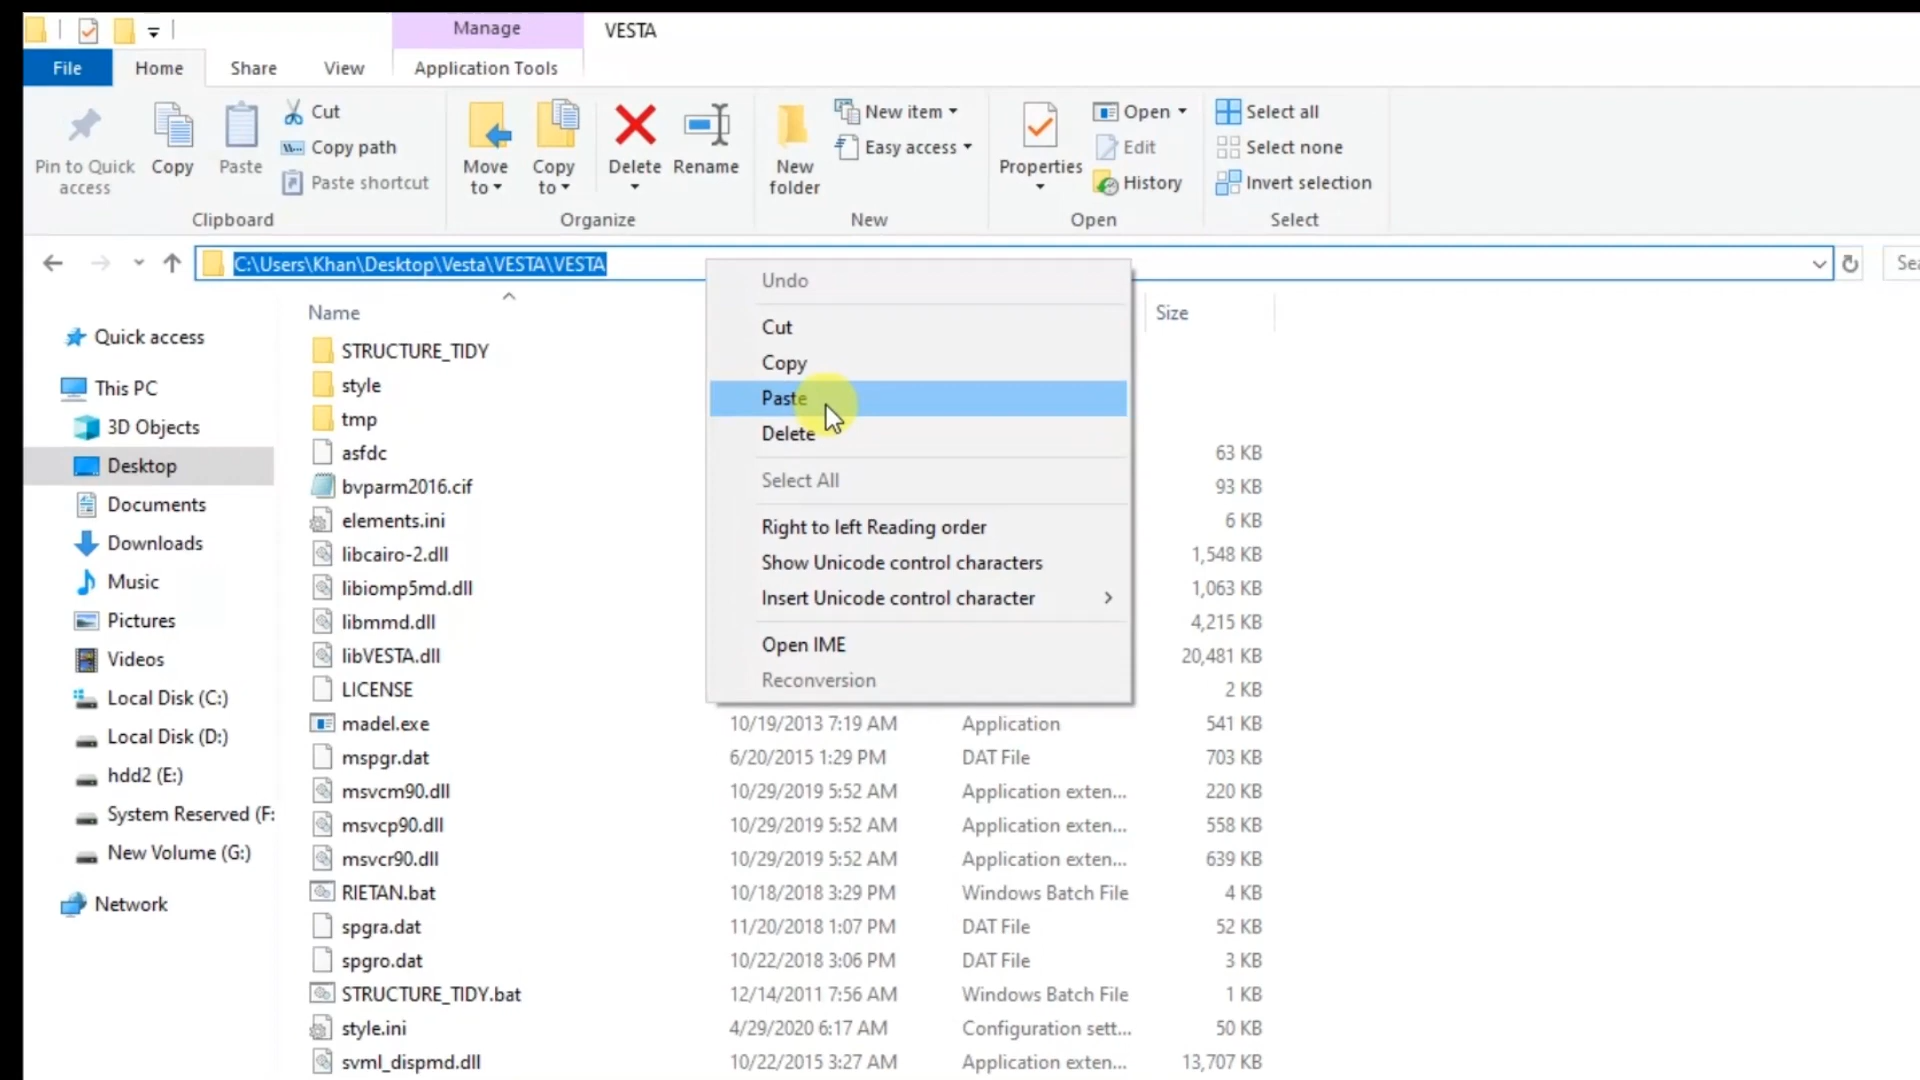 Manage VESTA
File Home Share View Application Tools
Pin to Quick access
Copy
Paste
Cut
Copy path
Paste shortcut
Clipboard
Move to
Copy to
Delete
Rename
Organize
New folder
New item
Easy access
New
Properties
Open
Edit
History
Open
Select all
Select none
Invert selection
Select
C:\Users\Khan\Desktop\Vesta\VESTA\VESTA
Quick access
This PC
3D Objects
Desktop
Documents
Downloads
Music
Pictures
Videos
Local Disk (C:)
Local Disk (D:)
hdd2 (E:)
System Reserved (F:
New Volume (G:)
Network
Name Size
STRUCTURE_TIDY
style
tmp
asfdc 63 KB
bvparm2016.cif 93 KB
elements.ini 6 KB
libcairo-2.dll 1,548 KB
libiomp5md.dll 1,063 KB
libmmd.dll 4,215 KB
libVESTA.dll 20,481 KB
LICENSE 2 KB
madel.exe 10/19/2013 7:19 AM Application 541 KB
mspgr.dat 6/20/2015 1:29 PM DAT File 703 KB
msvcm90.dll 10/29/2019 5:52 AM Application exten... 220 KB
msvcp90.dll 10/29/2019 5:52 AM Application exten... 558 KB
msvcr90.dll 10/29/2019 5:52 AM Application exten... 639 KB
RIETAN.bat 10/18/2018 3:29 PM Windows Batch File 4 KB
spgra.dat 11/20/2018 1:07 PM DAT File 52 KB
spgro.dat 10/22/2018 3:06 PM DAT File 3 KB
STRUCTURE_TIDY.bat 12/14/2011 7:56 AM Windows Batch File 1 KB
style.ini 4/29/2020 6:17 AM Configuration sett... 50 KB
svml_dispmd.dll 10/22/2015 3:27 AM Application exten... 13,707 KB
Undo
Cut
Copy
Paste
Delete
Select All
Right to left Reading order
Show Unicode control characters
Insert Unicode control character
Open IME
Reconversion